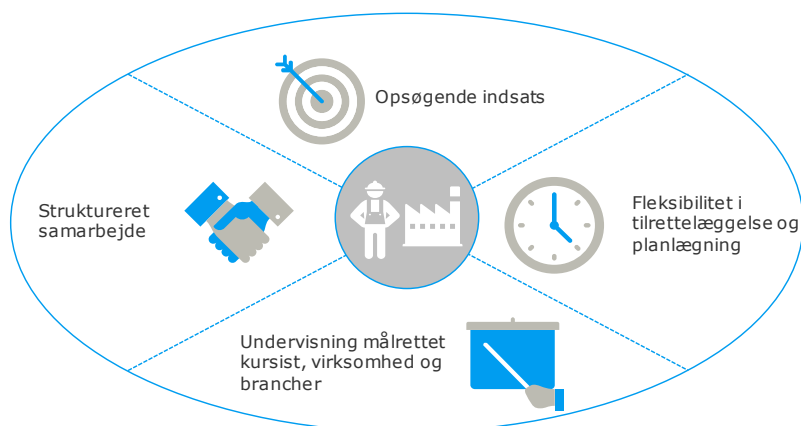 Opsøgende indsats
Struktureret
samarbejde
Fleksibilitet i
tilrettelæggelse og
planlægning
Undervisning målrettet
kursist, virksomhed og
brancher